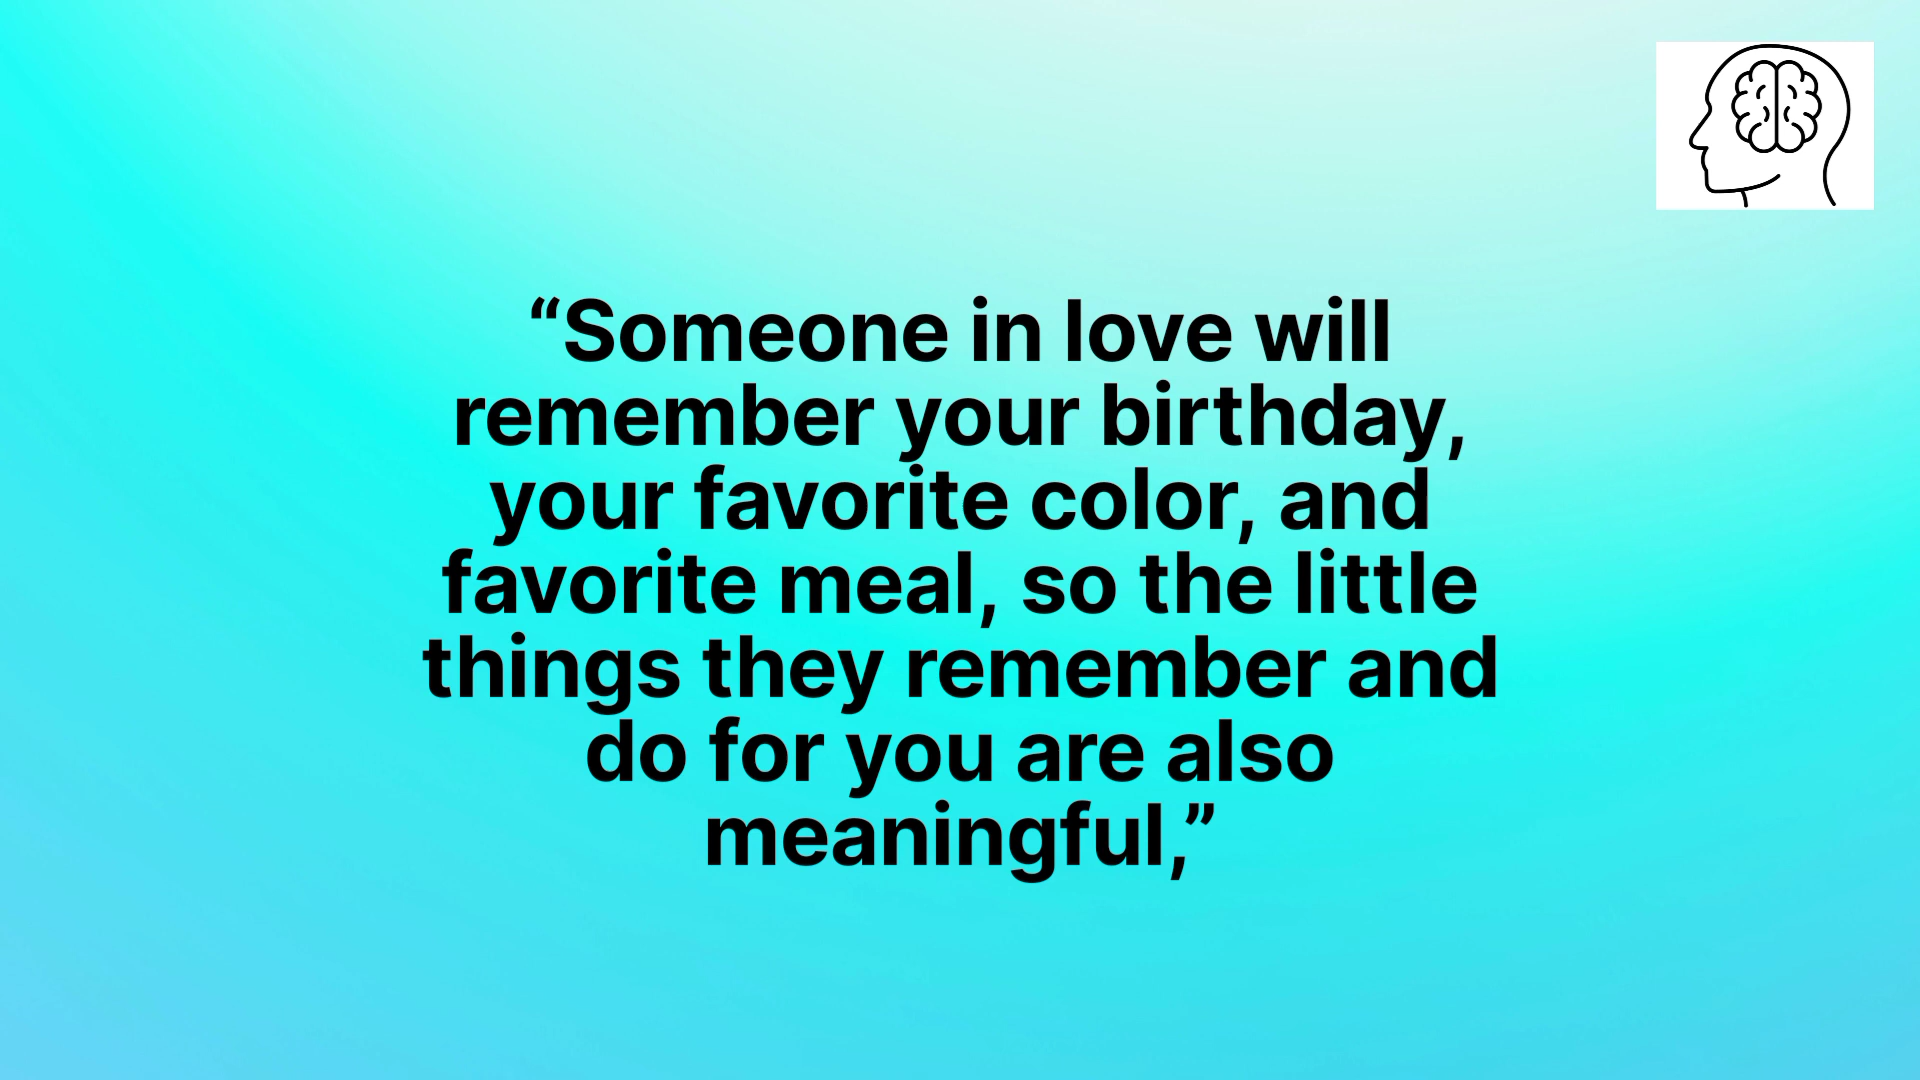 “Someone in love will
remember your birthday,
your favorite color, and
favorite meal, so the little
things they remember and
do for you are also
meaningful,”